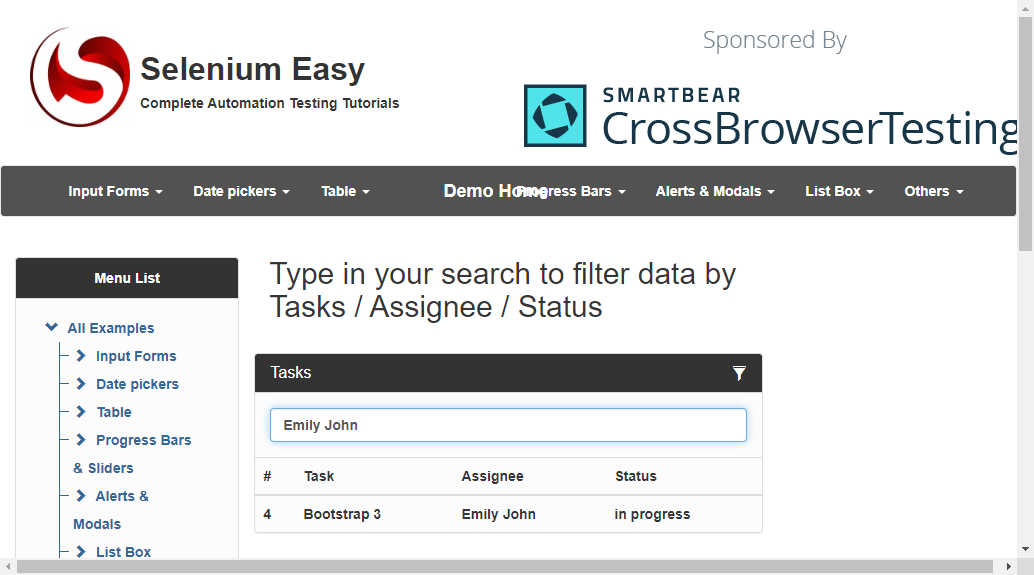 Sponsored By
Selenium Easy
Complete Automation Testing Tutorials
SMARTBEAR
CrossBrowserTesting
Input Forms
Date pickers
Table
Demo Home
Progress Bars
Alerts & Modals
List Box
Others
Menu List
All Examples
Input Forms
Date pickers
Table
Progress Bars
& Sliders
Alerts &
Modals
List Box
Type in your search to filter data by
Tasks / Assignee / Status
Tasks
Emily John
# Task Assignee Status
4 Bootstrap 3 Emily John in progress